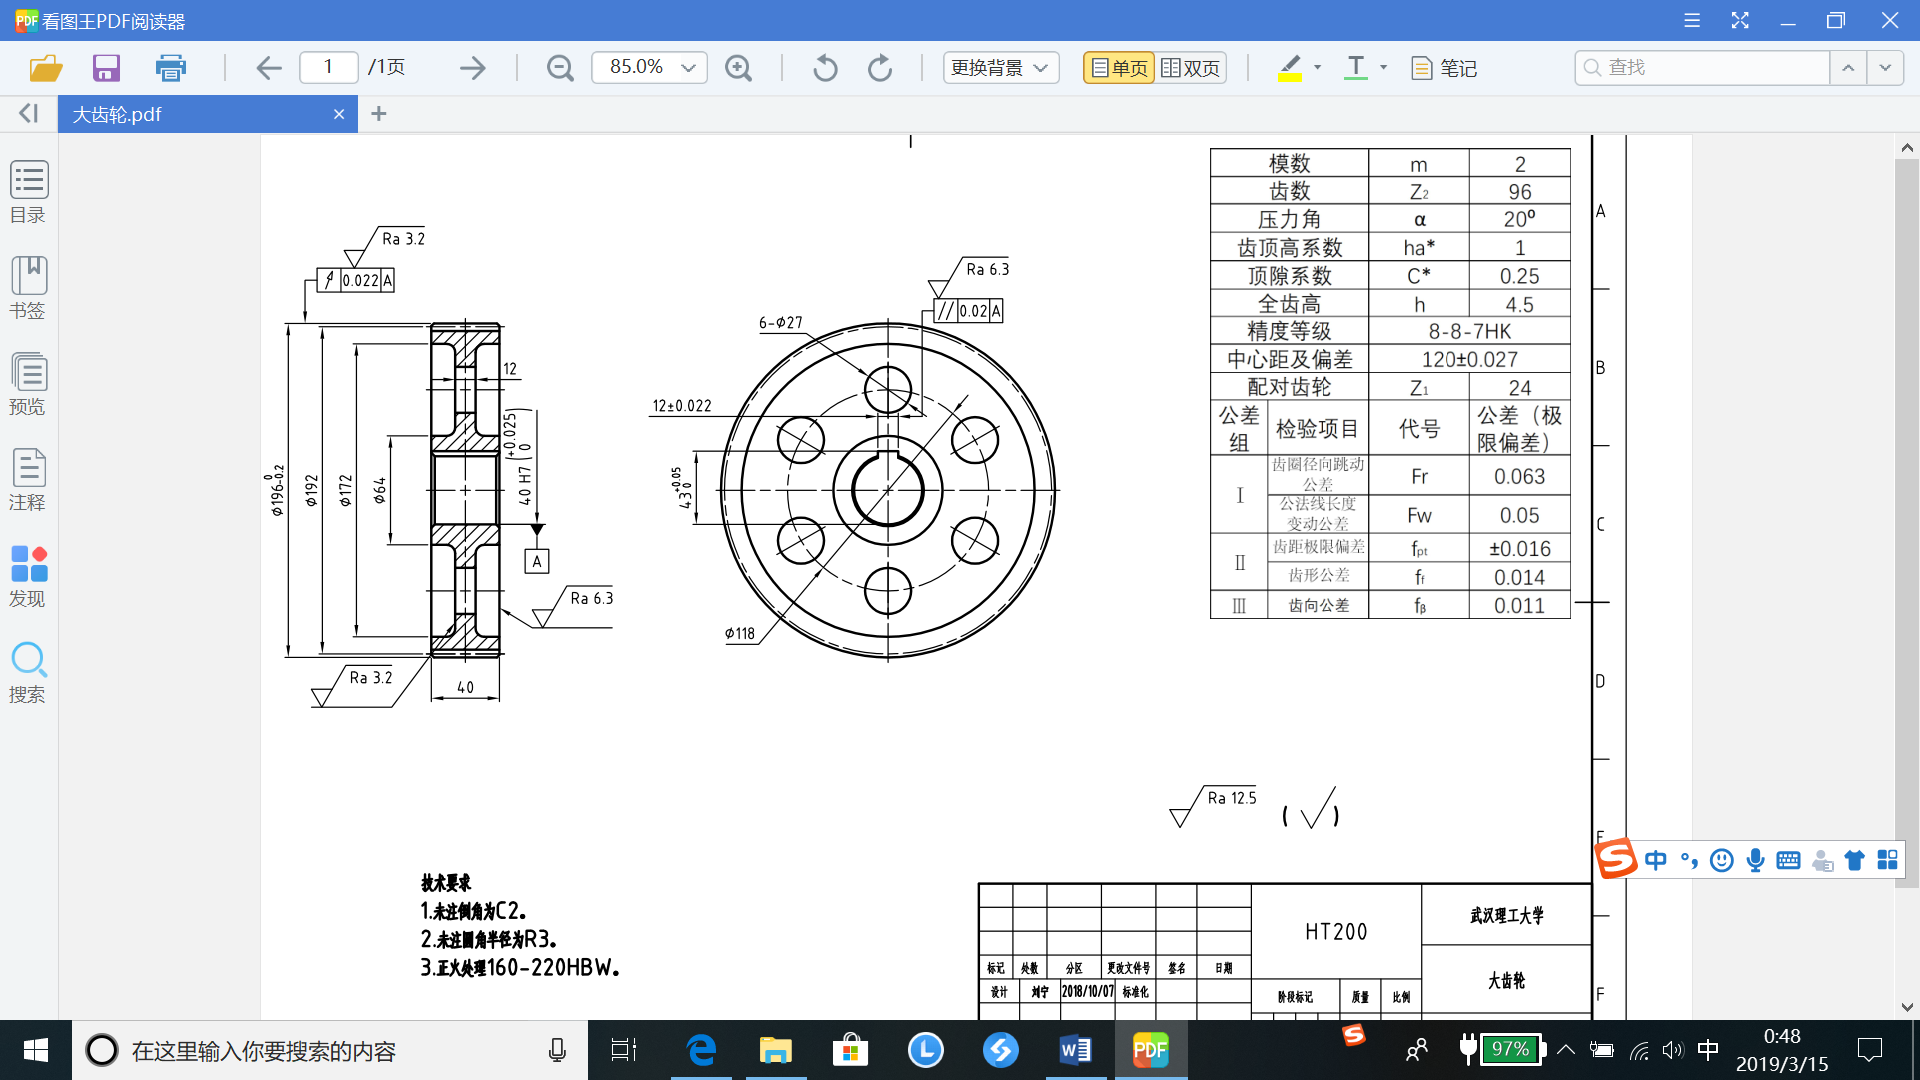 看图王PDF阅读器
1 /1页
85.0%
更换背景
单页 双页
笔记
查找
大齿轮.pdf
目录
书签
预览
注释
发现
搜索
Ra 3.2
0.022 A
Ra 6.3
// 0.02 A
6-Φ27
12
12±0.022
Φ196 0 -0.2
Φ192
Φ172
Φ64
40 H7 (+0.025 0)
43 +0.05 0
A
Ra 6.3
Φ118
Ra 3.2
40
模数 m 2
齿数 Z2 96
压力角 α 20°
齿顶高系数 ha* 1
顶隙系数 C* 0.25
全齿高 h 4.5
精度等级 8-8-7HK
中心距及偏差 120±0.027
配对齿轮 Z1 24
公差组 检验项目 代号 公差（极限偏差）
I 齿圈径向跳动公差 Fr 0.063
公法线长度变动公差 Fw 0.05
II 齿距极限偏差 fpt ±0.016
齿形公差 ff 0.014
III 齿向公差 fβ 0.011
A
B
C
D
E
F
Ra 12.5
( )
技术要求
1.未注倒角为C2。
2.未注圆角半径为R3。
3.正火处理160-220HBW。
HT200
武汉理工大学
大齿轮
标记 处数 分区 更改文件号 签名 日期
设计 刘宁 2018/10/07 标准化
阶段标记 质量 比例
中
在这里输入你要搜索的内容
97%
中
0:48
2019/3/15